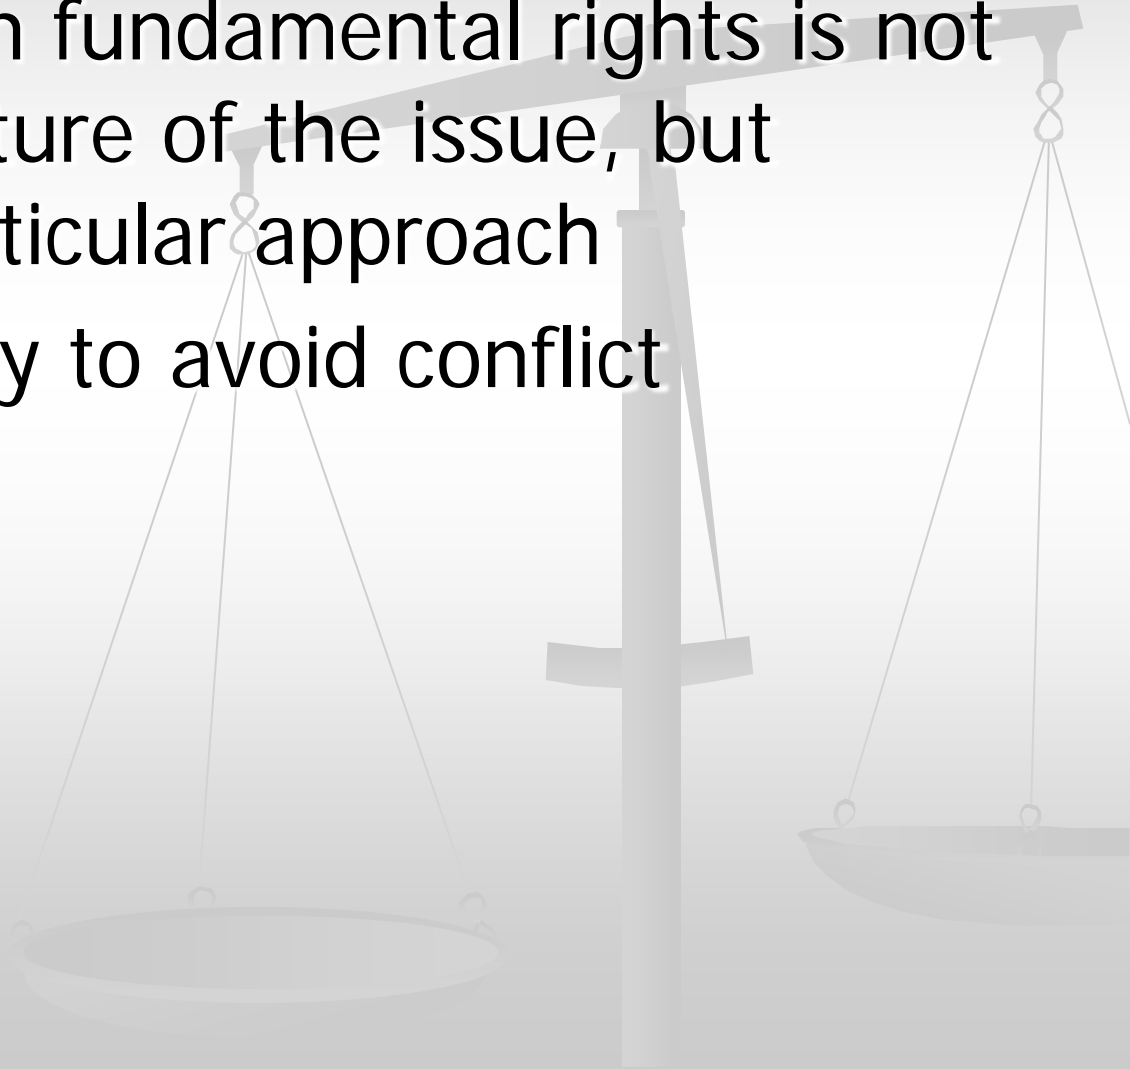 n fundamental rights is not
ture of the issue, but
ticular approach
y to avoid conflict